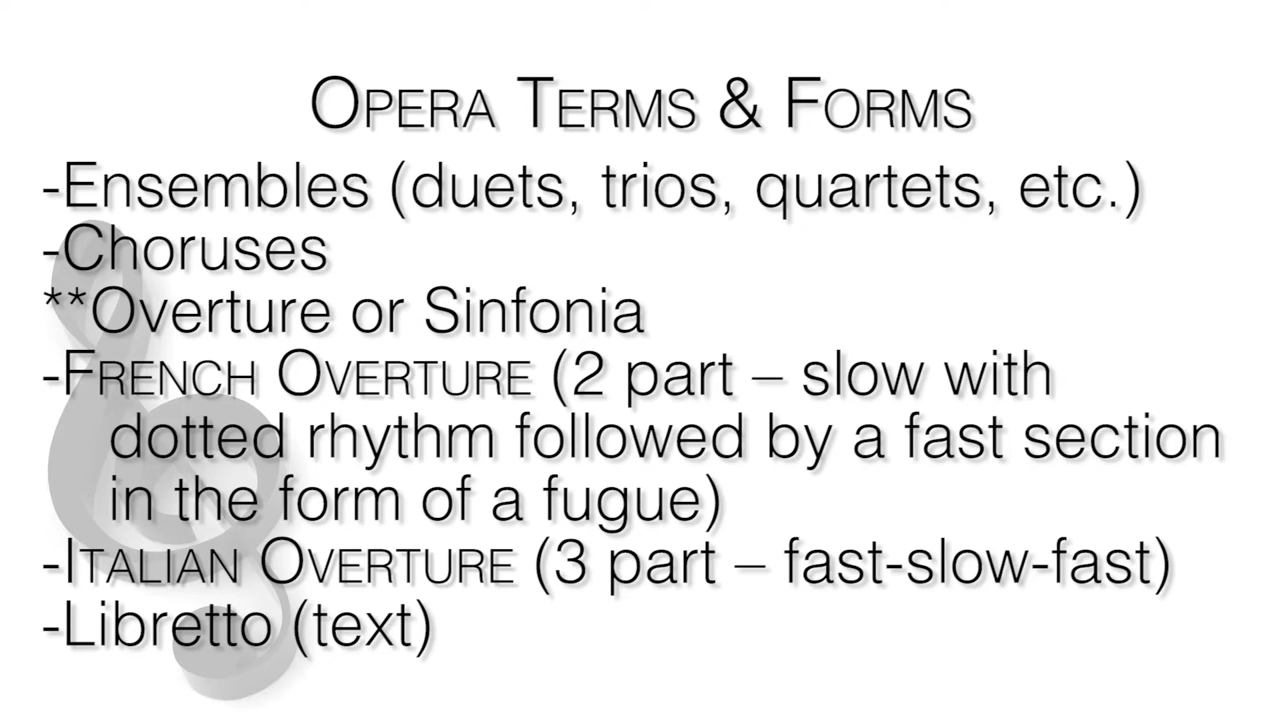 Opera Terms & Forms
-Ensembles (duets, trios, quartets, etc.)
-Choruses
**Overture or Sinfonia
-French Overture (2 part – slow with
dotted rhythm followed by a fast section
in the form of a fugue)
-Italian Overture (3 part – fast-slow-fast)
-Libretto (text)